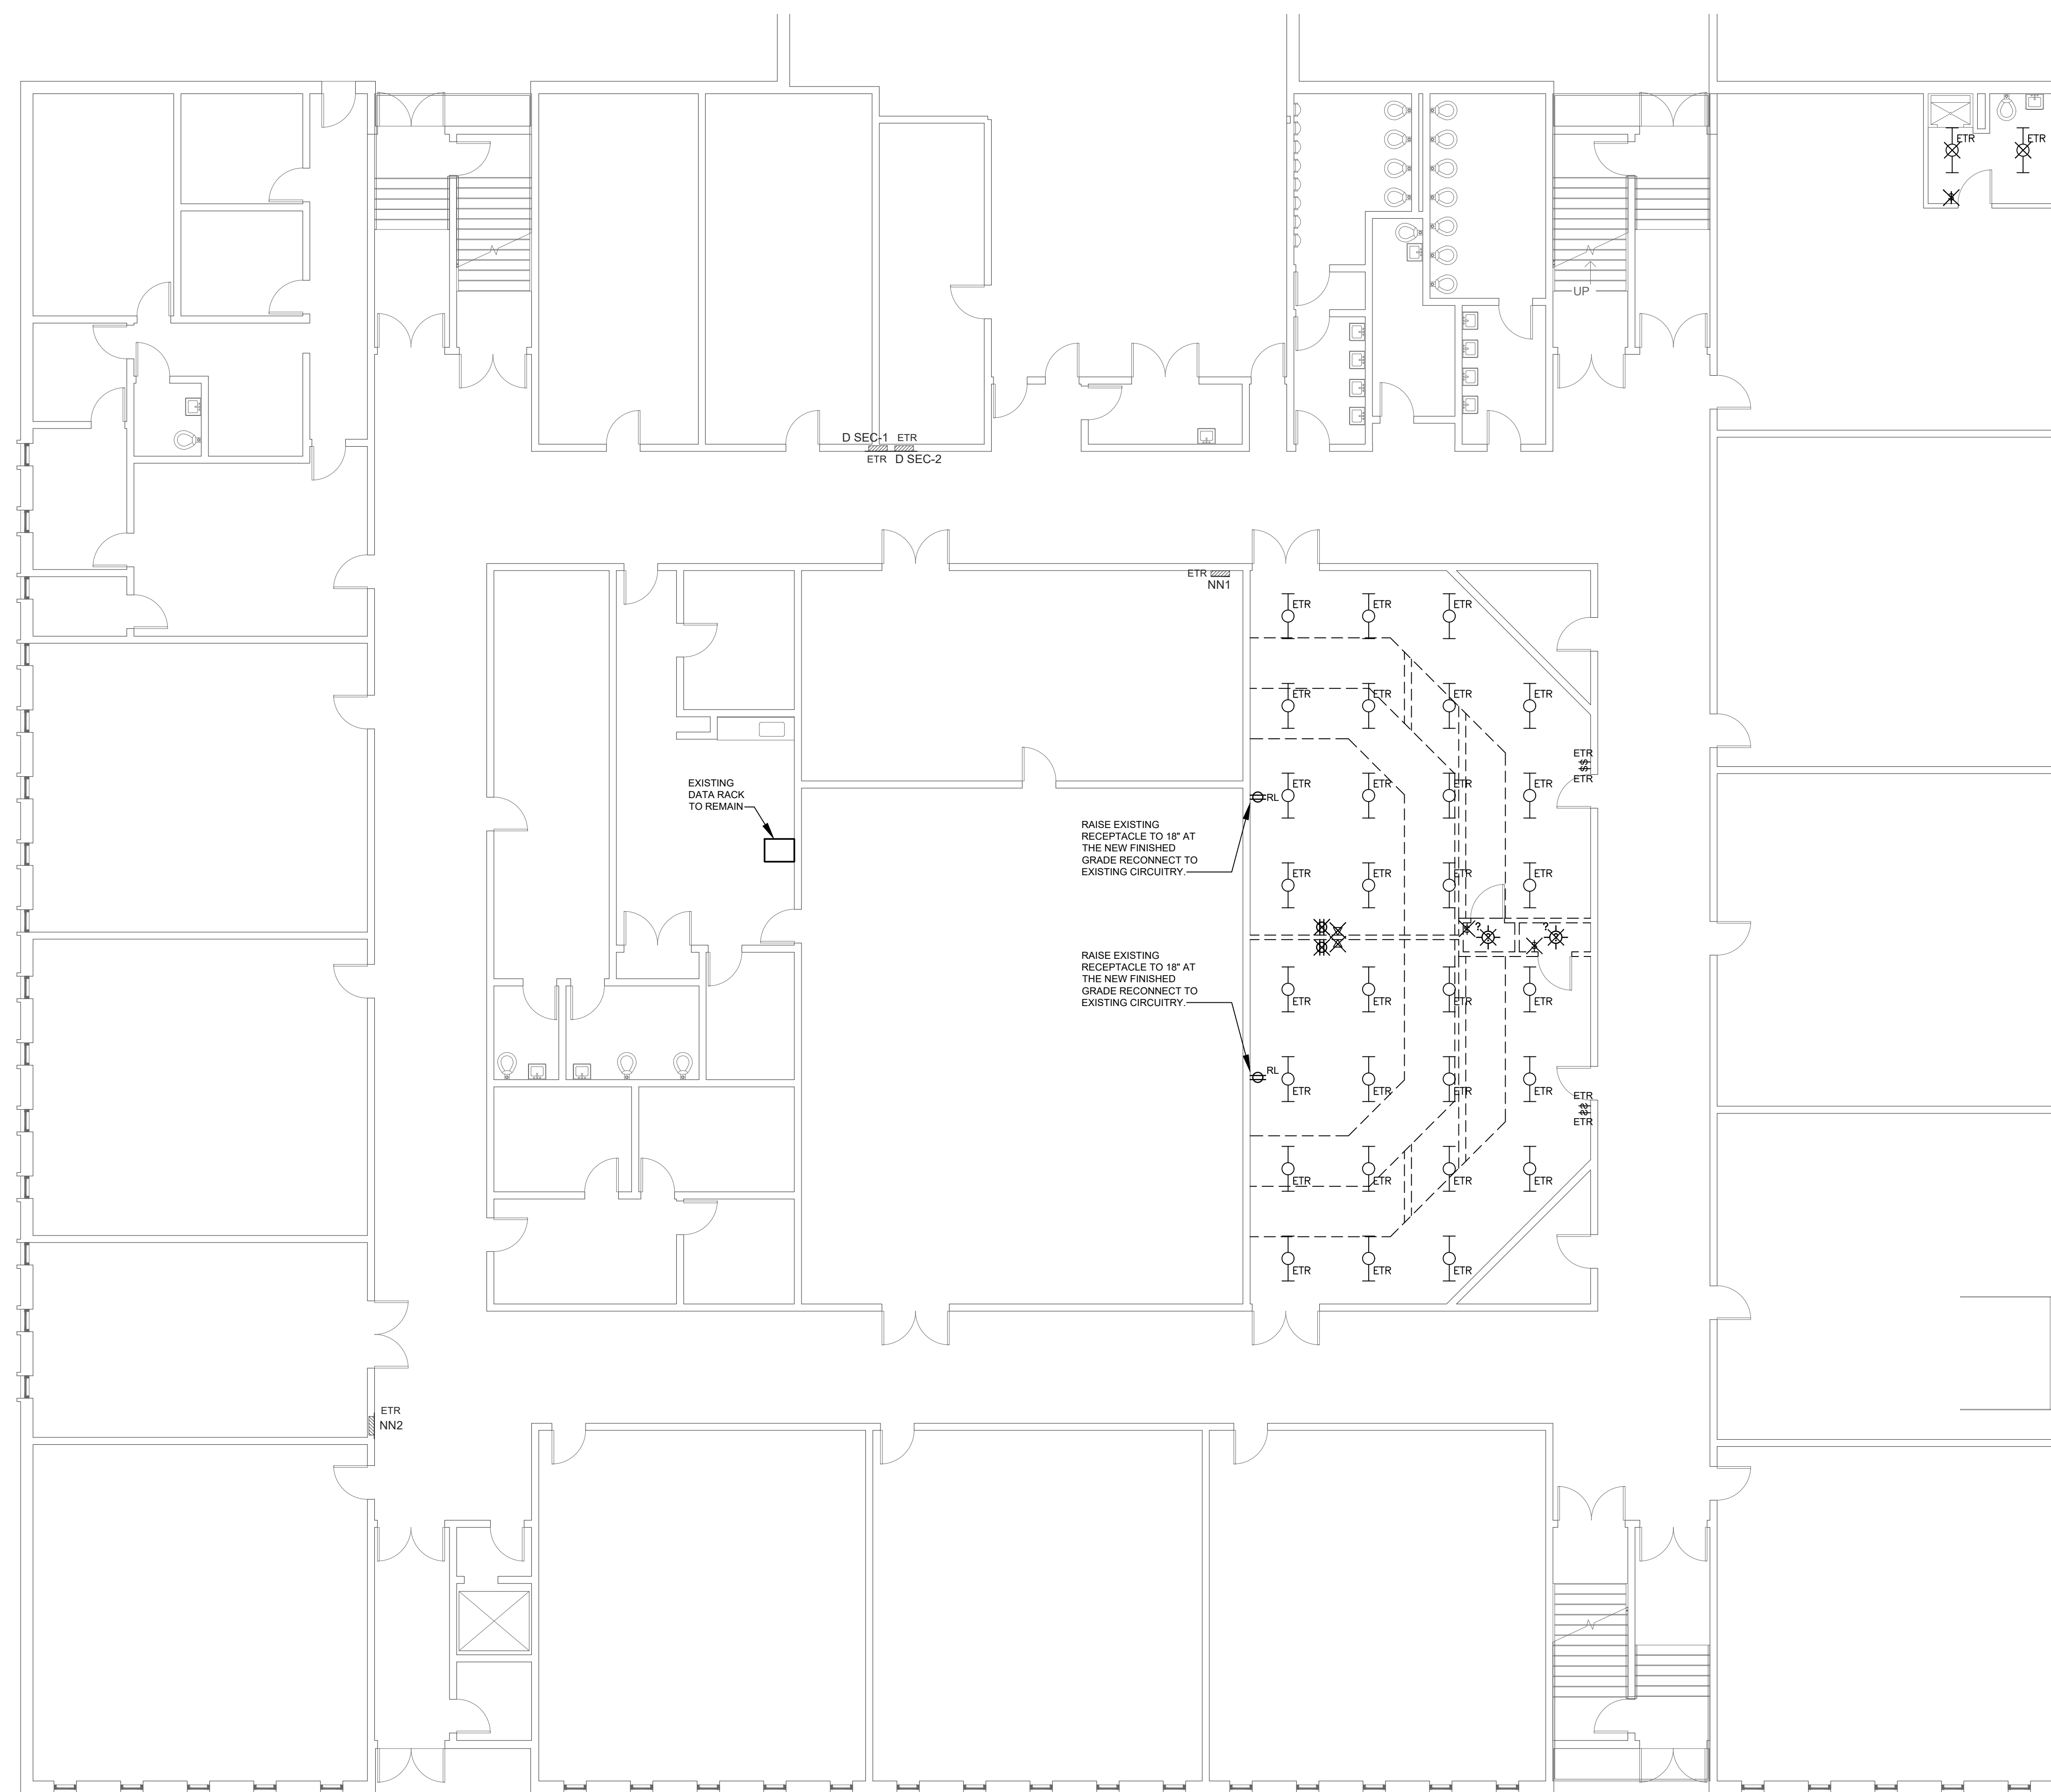 ETR ETR
UP
D SEC-1 ETR
ETR D SEC-2
ETR
NN1
ETR ETR ETR
ETR ETR ETR ETR
ETR
$$
ETR
EXISTING
DATA RACK
TO REMAIN
RL
ETR ETR ETR ETR
RAISE EXISTING
RECEPTACLE TO 18" AT
THE NEW FINISHED
GRADE RECONNECT TO
EXISTING CIRCUITRY.
ETR ETR ETR ETR
$ ? ? $
RAISE EXISTING
RECEPTACLE TO 18" AT
THE NEW FINISHED
GRADE RECONNECT TO
EXISTING CIRCUITRY.
ETR ETR ETR ETR
RL
ETR ETR ETR ETR
ETR
$$
ETR
ETR ETR ETR ETR
ETR ETR ETR
ETR
NN2